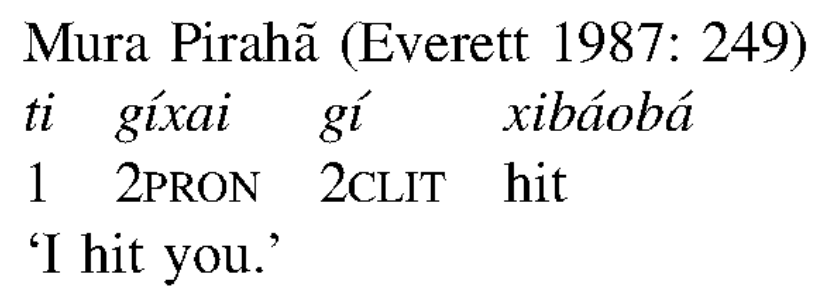 Mura Pirahã (Everett 1987: 249)
ti gíxai gí xibáobá
1 2PRON 2CLIT hit
‘I hit you.’